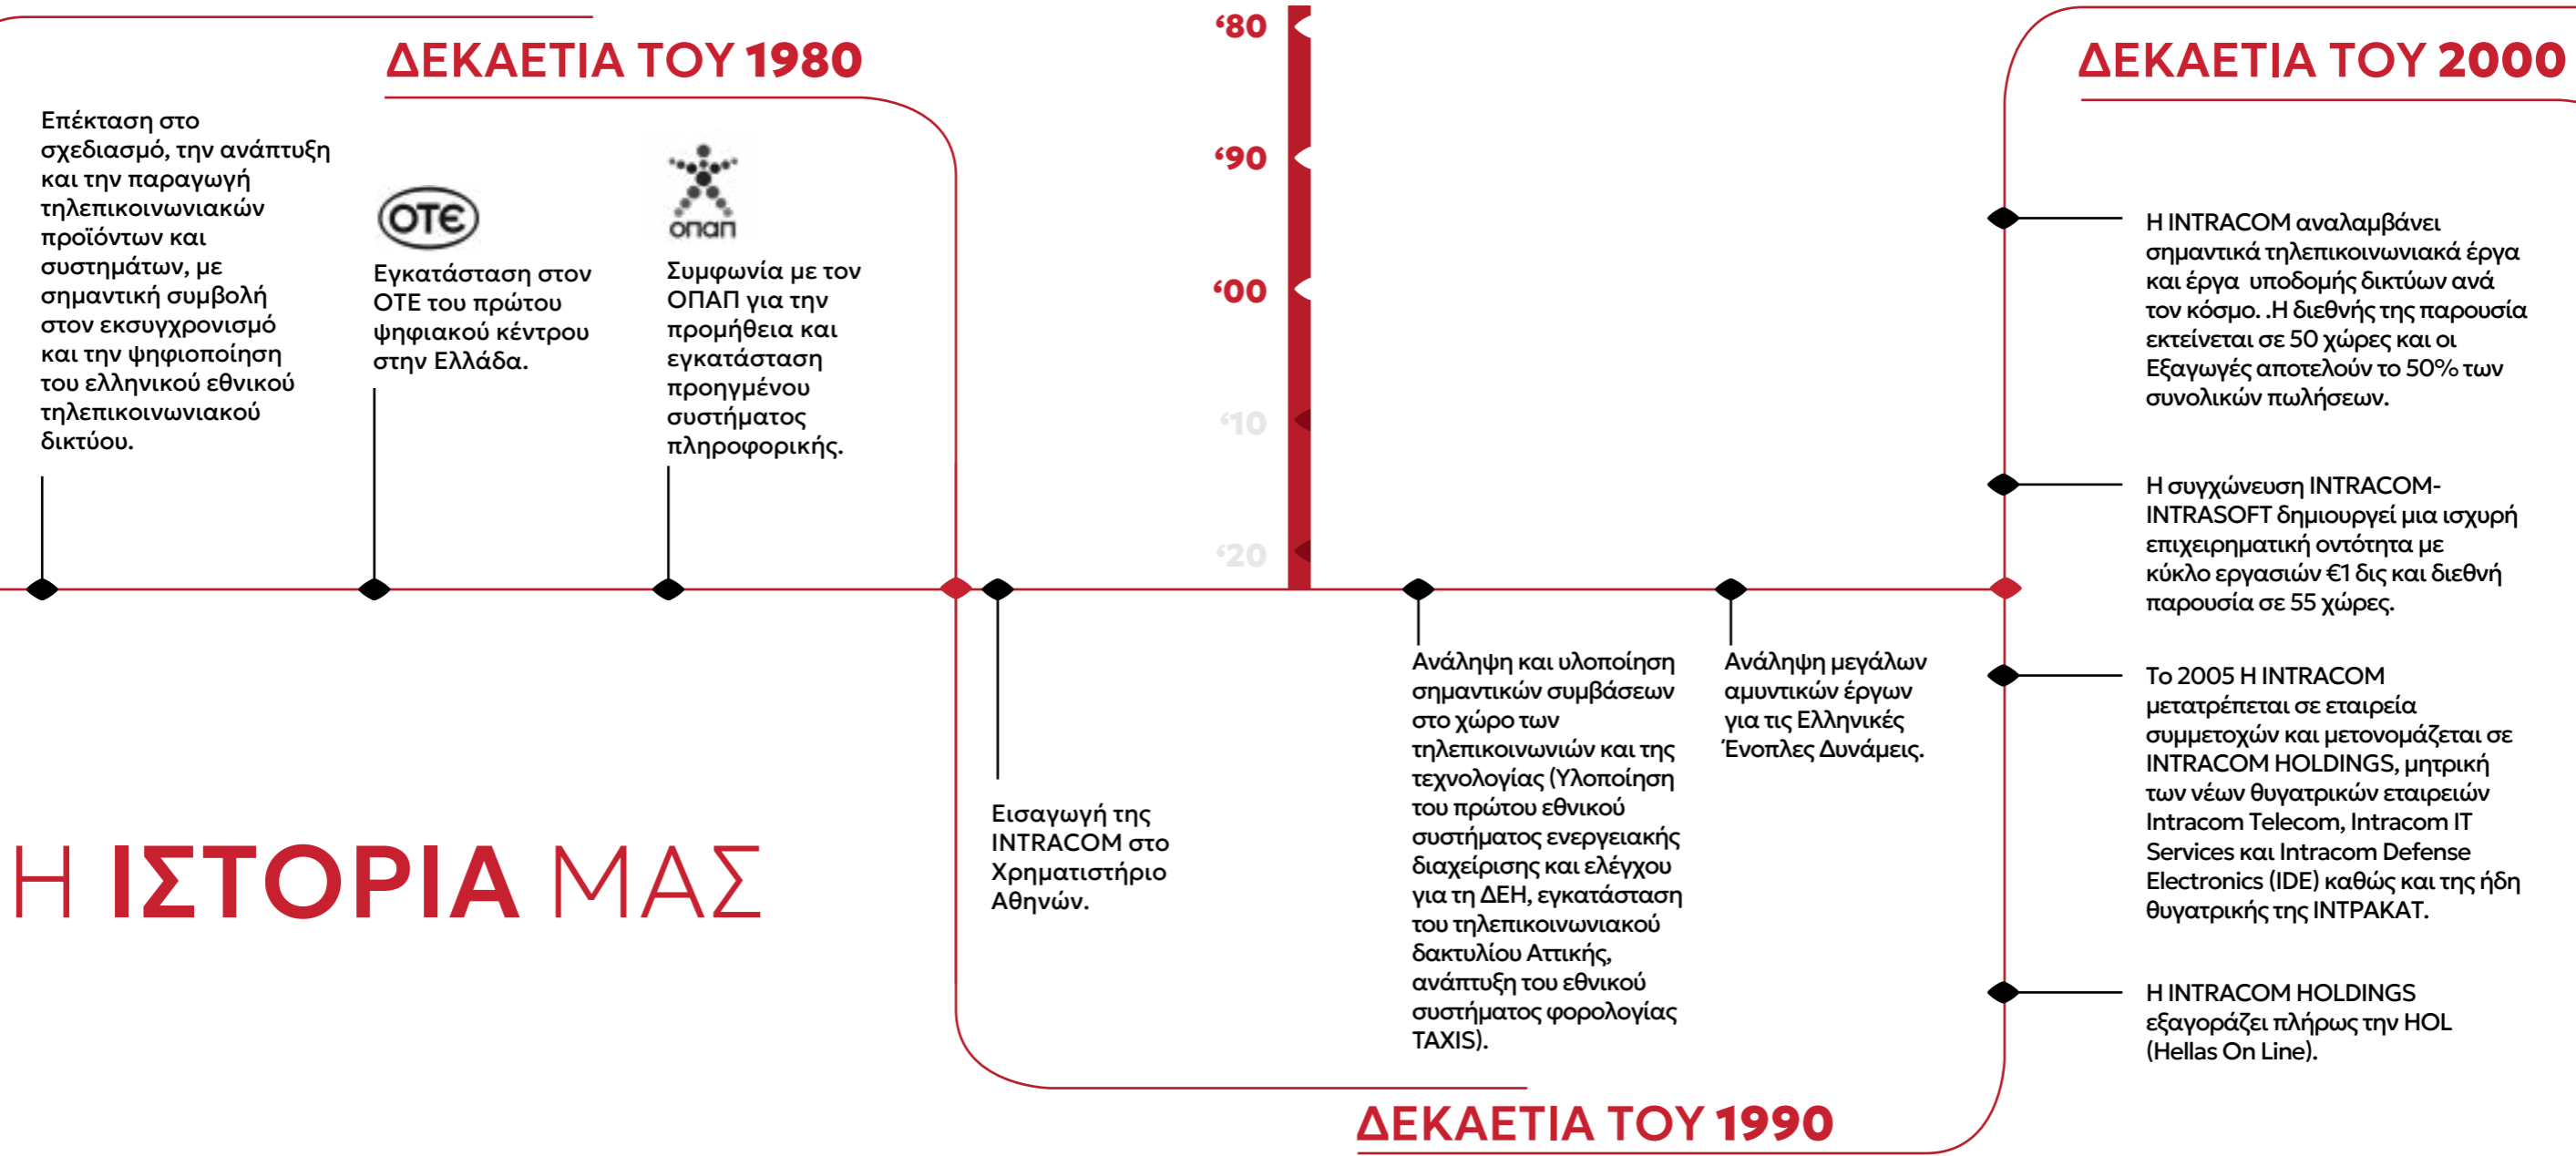 ΔΕΚΑΕΤΙΑ ΤΟΥ 1980
Επέκταση στο
σχεδιασμό, την ανάπτυξη
και την παραγωγή
τηλεπικοινωνιακών
προϊόντων και
συστημάτων, με
σημαντική συμβολή
στον εκσυγχρονισμό
και την ψηφιοποίηση
του ελληνικού εθνικού
τηλεπικοινωνιακού
δικτύου.
ΟΤΕ
Εγκατάσταση στον
ΟΤΕ του πρώτου
ψηφιακού κέντρου
στην Ελλάδα.
οπαπ
Συμφωνία με τον
ΟΠΑΠ για την
προμήθεια και
εγκατάσταση
προηγμένου
συστήματος
πληροφορικής.
‘80
‘90
‘00
‘10
‘20
Η ΙΣΤΟΡΙΑ ΜΑΣ
Εισαγωγή της
INTRACOM στο
Χρηματιστήριο
Αθηνών.
Ανάληψη και υλοποίηση
σημαντικών συμβάσεων
στο χώρο των
τηλεπικοινωνιών και της
τεχνολογίας (Υλοποίηση
του πρώτου εθνικού
συστήματος ενεργειακής
διαχείρισης και ελέγχου
για τη ΔΕΗ, εγκατάσταση
του τηλεπικοινωνιακού
δακτυλίου Αττικής,
ανάπτυξη του εθνικού
συστήματος φορολογίας
TAXIS).
Ανάληψη μεγάλων
αμυντικών έργων
για τις Ελληνικές
Ένοπλες Δυνάμεις.
ΔΕΚΑΕΤΙΑ ΤΟΥ 1990
ΔΕΚΑΕΤΙΑ ΤΟΥ 2000
Η INTRACOM αναλαμβάνει
σημαντικά τηλεπικοινωνιακά έργα
και έργα  υποδομής δικτύων ανά
τον κόσμο. .Η διεθνής της παρουσία
εκτείνεται σε 50 χώρες και οι
Εξαγωγές αποτελούν το 50% των
συνολικών πωλήσεων.
Η συγχώνευση INTRACOM-
INTRASOFT δημιουργεί μια ισχυρή
επιχειρηματική οντότητα με
κύκλο εργασιών €1 δις και διεθνή
παρουσία σε 55 χώρες.
Το 2005 Η INTRACOM
μετατρέπεται σε εταιρεία
συμμετοχών και μετονομάζεται σε
INTRACOM HOLDINGS, μητρική
των νέων θυγατρικών εταιρειών
Intracom Telecom, Intracom IT
Services και Intracom Defense
Electronics (IDE) καθώς και της ήδη
θυγατρικής της ΙΝΤΡΑΚΑΤ.
Η INTRACOM HOLDINGS
εξαγοράζει πλήρως την HOL
(Hellas On Line).